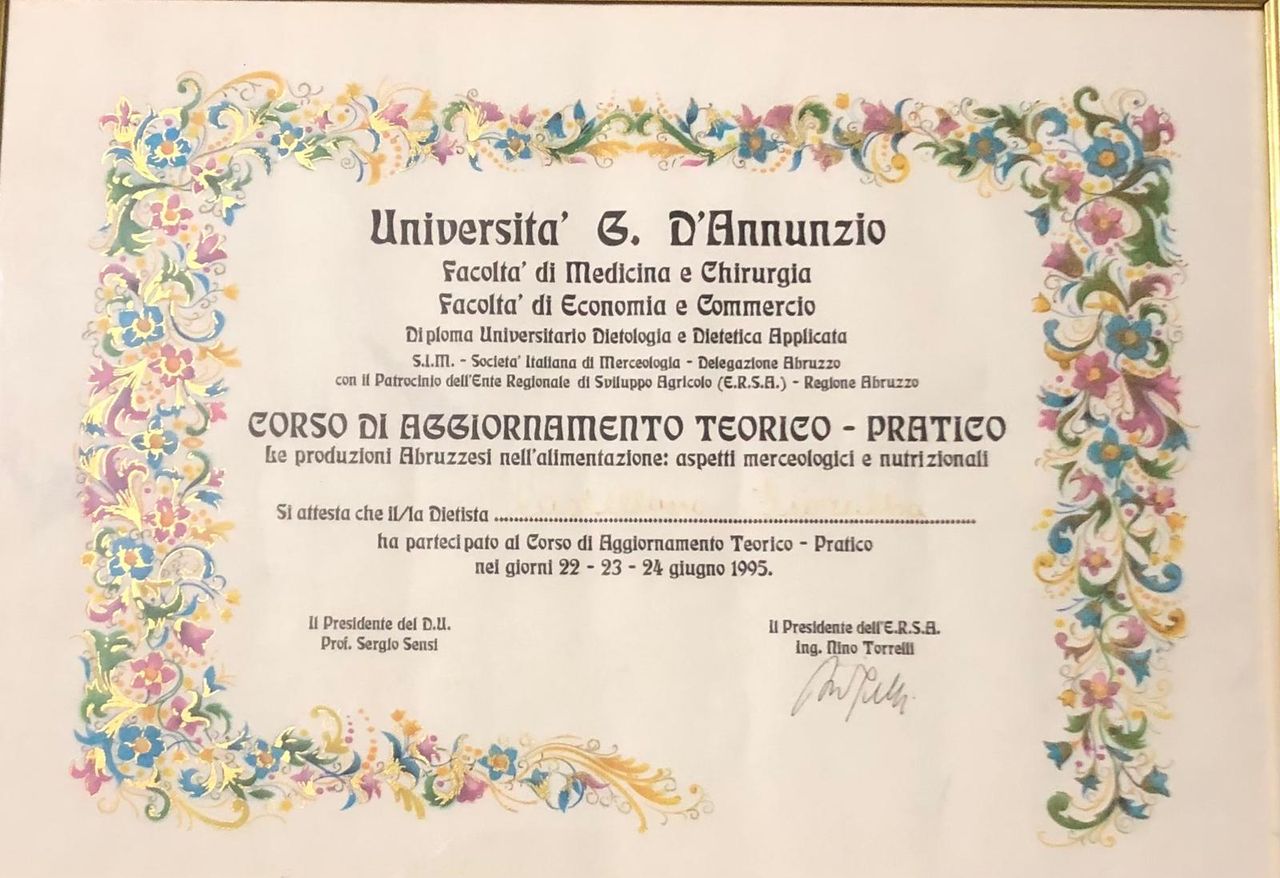 Universita' G. D'Annunzio
Facolta' di Medicina e Chirurgia
Facolta' di Economia e Commercio
Diploma Universitario Dietologia e Dietetica Applicata
S.I.M. - Societa' Italiana di Merceologia - Delegazione Abruzzo
con il Patrocinio dell'Ente Regionale di Sviluppo Agricolo (E.R.S.A.) - Regione Abruzzo
CORSO DI AGGIORNAMENTO TEORICO - PRATICO
Le produzioni Abruzzesi nell'alimentazione: aspetti merceologici e nutrizionali
Si attesta che il/la Dietista
ha partecipato al Corso di Aggiornamento Teorico - Pratico
nei giorni 22 - 23 - 24 giugno 1995.
Il Presidente del D.U.
Prof. Sergio Sensi
Il Presidente dell'E.R.S.A.
Ing. Nino Torrelli